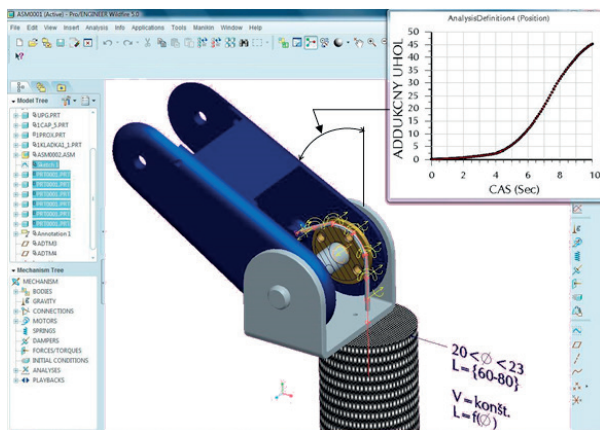 ASM0001 (Active) - Pro/ENGINEER Wildfire 5.0
File Edit View Insert Analysis Info Applications Tools Manikin Window Help
Model Tree
UPG.PRT
1CAP_5.PRT
1PROX.PRT
1KLADKA1_1.PRT
ASM0002.ASM
Sketch 1
Annotation 1
ADTM3
ADTM4
Mechanism Tree
MECHANISM
BODIES
GRAVITY
CONNECTIONS
MOTORS
SPRINGS
DAMPERS
FORCES/TORQUES
INITIAL CONDITIONS
ANALYSES
PLAYBACKS
AnalysisDefinition4 (Position)
ADDUKCNY UHOL
50
45
40
35
30
25
20
15
10
5
0
0 2 4 6 8 10
CAS (Sec)
20 < Ø < 23
L = {60-80}
V = konšt.
L = f(Ø)